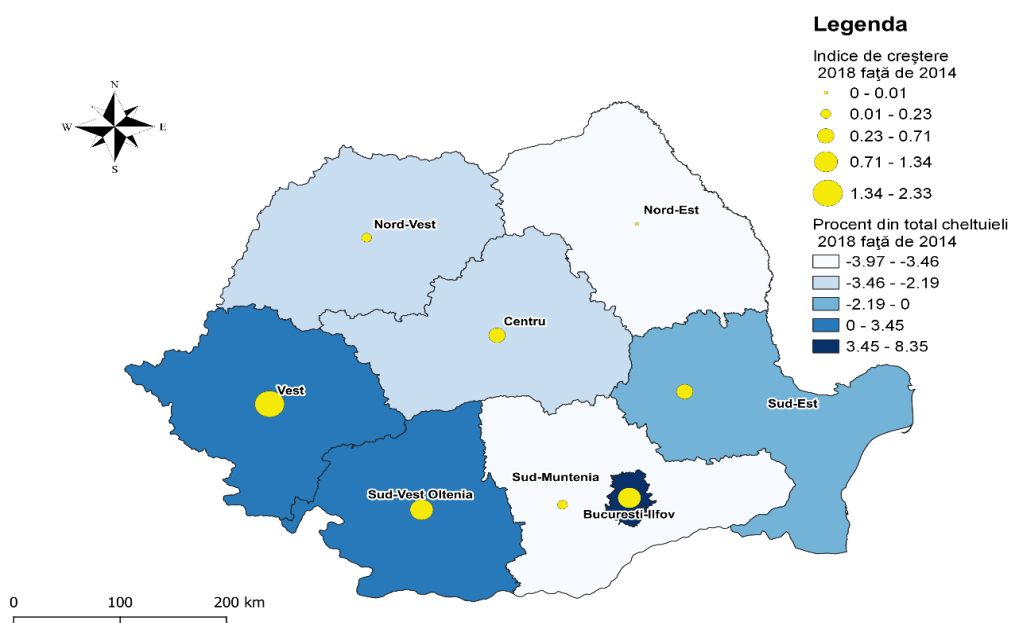 Legenda
Indice de creştere
2018 faţă de 2014
0 - 0.01
0.01 - 0.23
0.23 - 0.71
0.71 - 1.34
1.34 - 2.33
Procent din total cheltuieli
2018 faţă de 2014
-3.97 - -3.46
-3.46 - -2.19
-2.19 - 0
0 - 3.45
3.45 - 8.35
N
W E
S
Nord-Vest
Nord-Est
Centru
Vest
Sud-Est
Sud-Vest Oltenia
Sud-Muntenia
Bucuresti-Ilfov
0 100 200 km